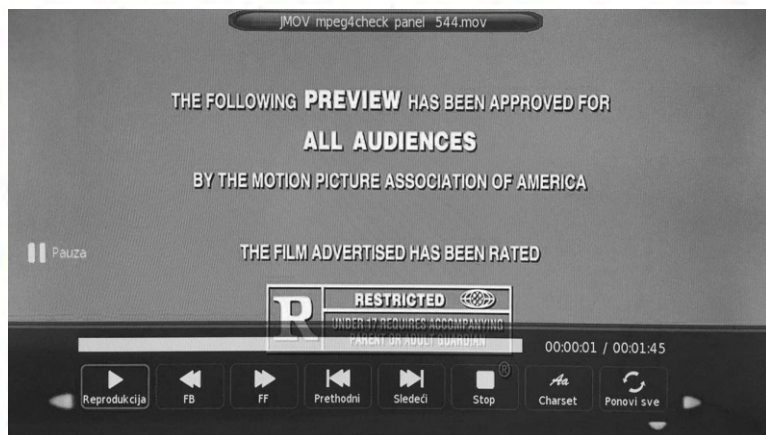 JMOV mpeg4check panel 544.mov
THE FOLLOWING PREVIEW HAS BEEN APPROVED FOR
ALL AUDIENCES
BY THE MOTION PICTURE ASSOCIATION OF AMERICA
Pauza
THE FILM ADVERTISED HAS BEEN RATED
R
RESTRICTED ®
UNDER 17 REQUIRES ACCOMPANYING
PARENT OR ADULT GUARDIAN
00:00:01 / 00:01:45
Reprodukcija
FB
FF
Prethodni
Sledeći
Stop
Aa
Charset
Ponovi sve